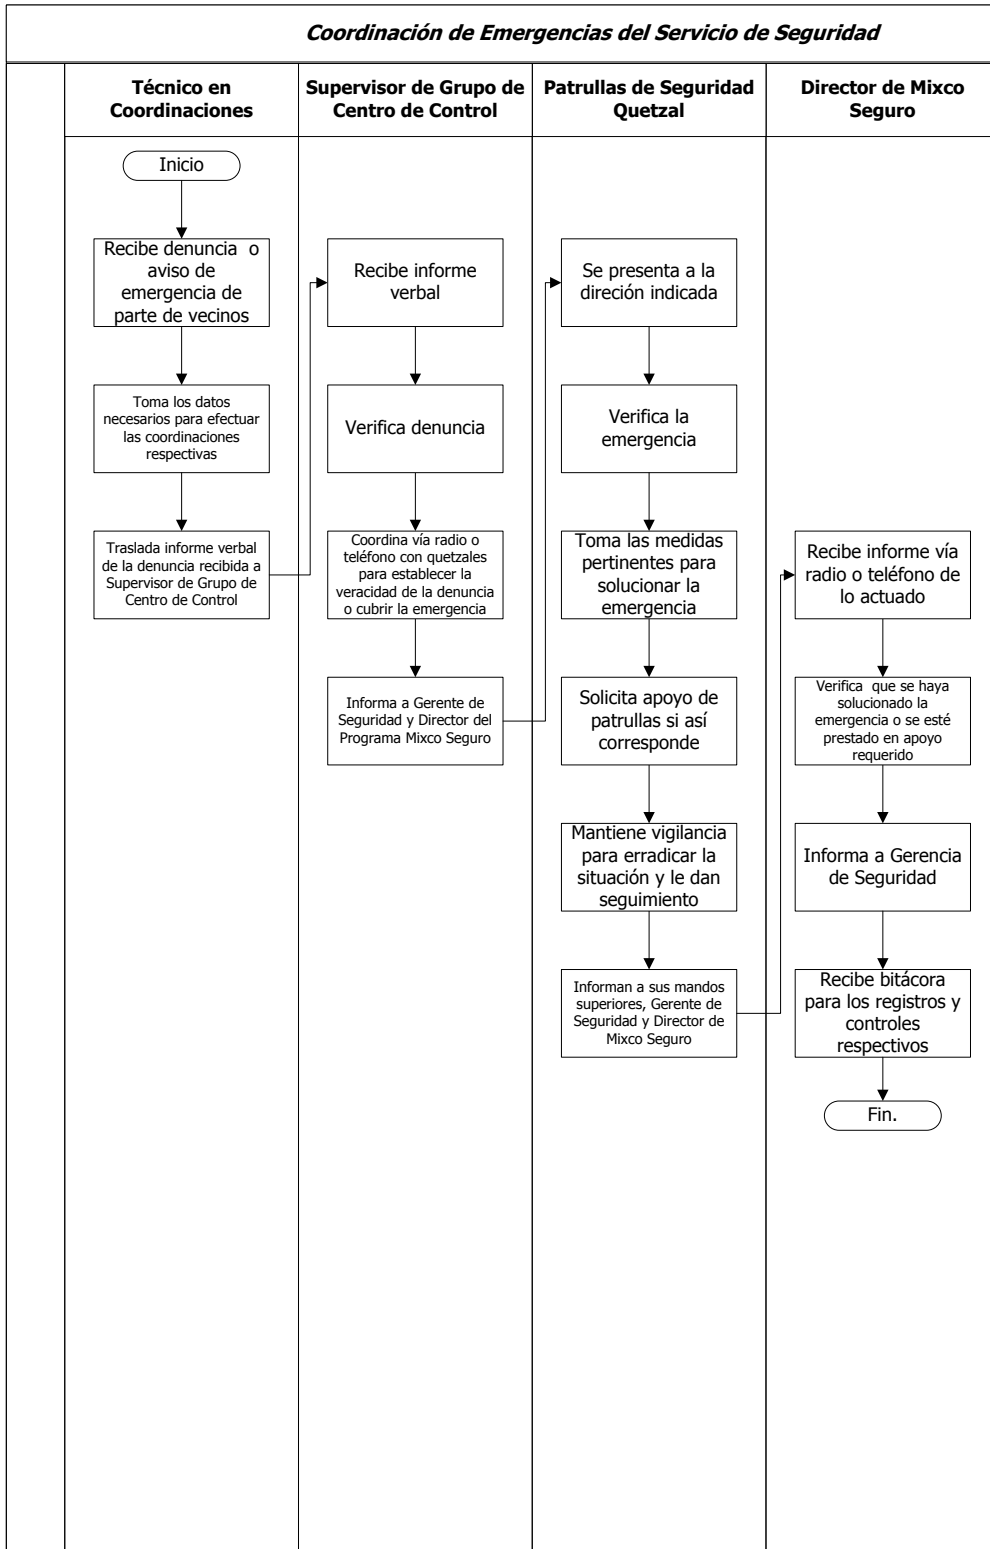 Coordinación de Emergencias del Servicio de Seguridad
Técnico en
Coordinaciones
Supervisor de Grupo de
Centro de Control
Patrullas de Seguridad
Quetzal
Director de Mixco
Seguro
Inicio
Recibe denuncia o
aviso de
emergencia de
parte de vecinos
Toma los datos
necesarios para efectuar
las coordinaciones
respectivas
Traslada informe verbal
de la denuncia recibida a
Supervisor de Grupo de
Centro de Control
Recibe informe
verbal
Verifica denuncia
Coordina vía radio o
teléfono con quetzales
para establecer la
veracidad de la denuncia
o cubrir la emergencia
Informa a Gerente de
Seguridad y Director del
Programa Mixco Seguro
Se presenta a la
direción indicada
Verifica la
emergencia
Toma las medidas
pertinentes para
solucionar la
emergencia
Solicita apoyo de
patrullas si así
corresponde
Mantiene vigilancia
para erradicar la
situación y le dan
seguimiento
Informan a sus mandos
superiores, Gerente de
Seguridad y Director de
Mixco Seguro
Recibe informe vía
radio o teléfono de
lo actuado
Verifica que se haya
solucionado la
emergencia o se esté
prestado en apoyo
requerido
Informa a Gerencia
de Seguridad
Recibe bitácora
para los registros y
controles
respectivos
Fin.